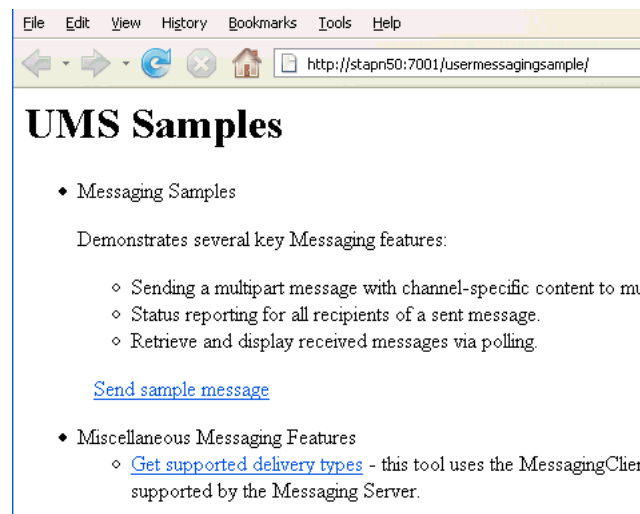 File Edit View History Bookmarks Tools Help
http://stapn50:7001/usermessagingsample/
UMS Samples
Messaging Samples
Demonstrates several key Messaging features:
Sending a multipart message with channel-specific content to mu
Status reporting for all recipients of a sent message.
Retrieve and display received messages via polling.
Send sample message
Miscellaneous Messaging Features
Get supported delivery types - this tool uses the MessagingClien
supported by the Messaging Server.